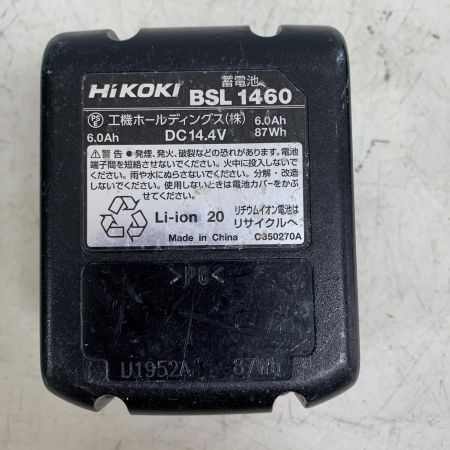 HiKOKI 蓄電池 BSL 1460
PS E 工機ホールディングス(株) 6.0Ah
6.0Ah DC14.4V 87Wh
⚠警告 ●発煙、発火、破裂などの恐れがあります。電池
端子間を短絡させないでください。火中に投入しない
でください。雨や水にぬらさないでください。分解・改造
しないでください。使用しないときは電池カバーをかぶ
せてください。
Li-ion 20 リチウムイオン電池は
リサイクルへ
Made in China C350270A
>PC<
U1952A 87Wh